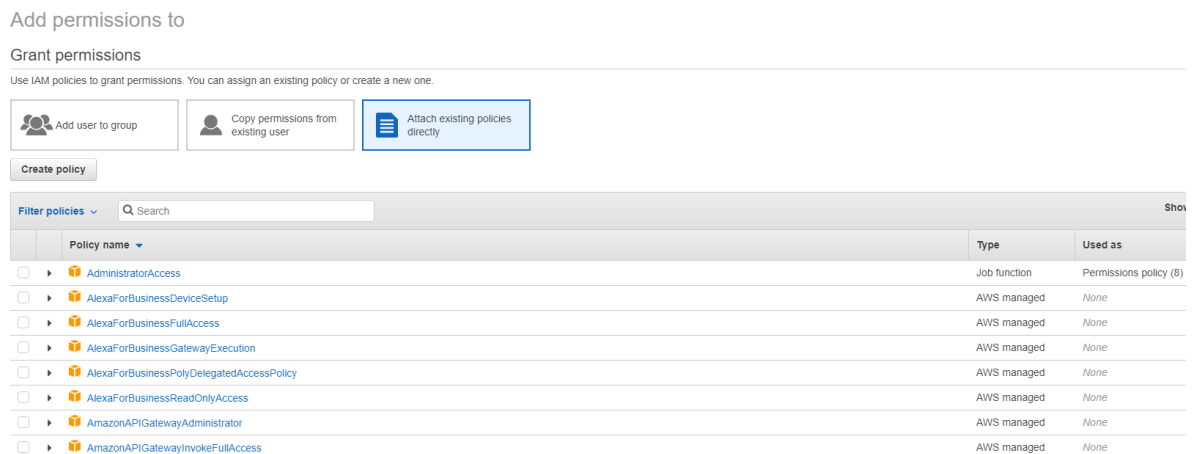 Add permissions to
Grant permissions
Use IAM policies to grant permissions. You can assign an existing policy or create a new one.
Add user to group
Copy permissions from
existing user
Attach existing policies
directly
Create policy
Filter policies
Search
Show
Policy name Type Used as
AdministratorAccess Job function Permissions policy (8)
AlexaForBusinessDeviceSetup AWS managed None
AlexaForBusinessFullAccess AWS managed None
AlexaForBusinessGatewayExecution AWS managed None
AlexaForBusinessPolyDelegatedAccessPolicy AWS managed None
AlexaForBusinessReadOnlyAccess AWS managed None
AmazonAPIGatewayAdministrator AWS managed None
AmazonAPIGatewayInvokeFullAccess AWS managed None